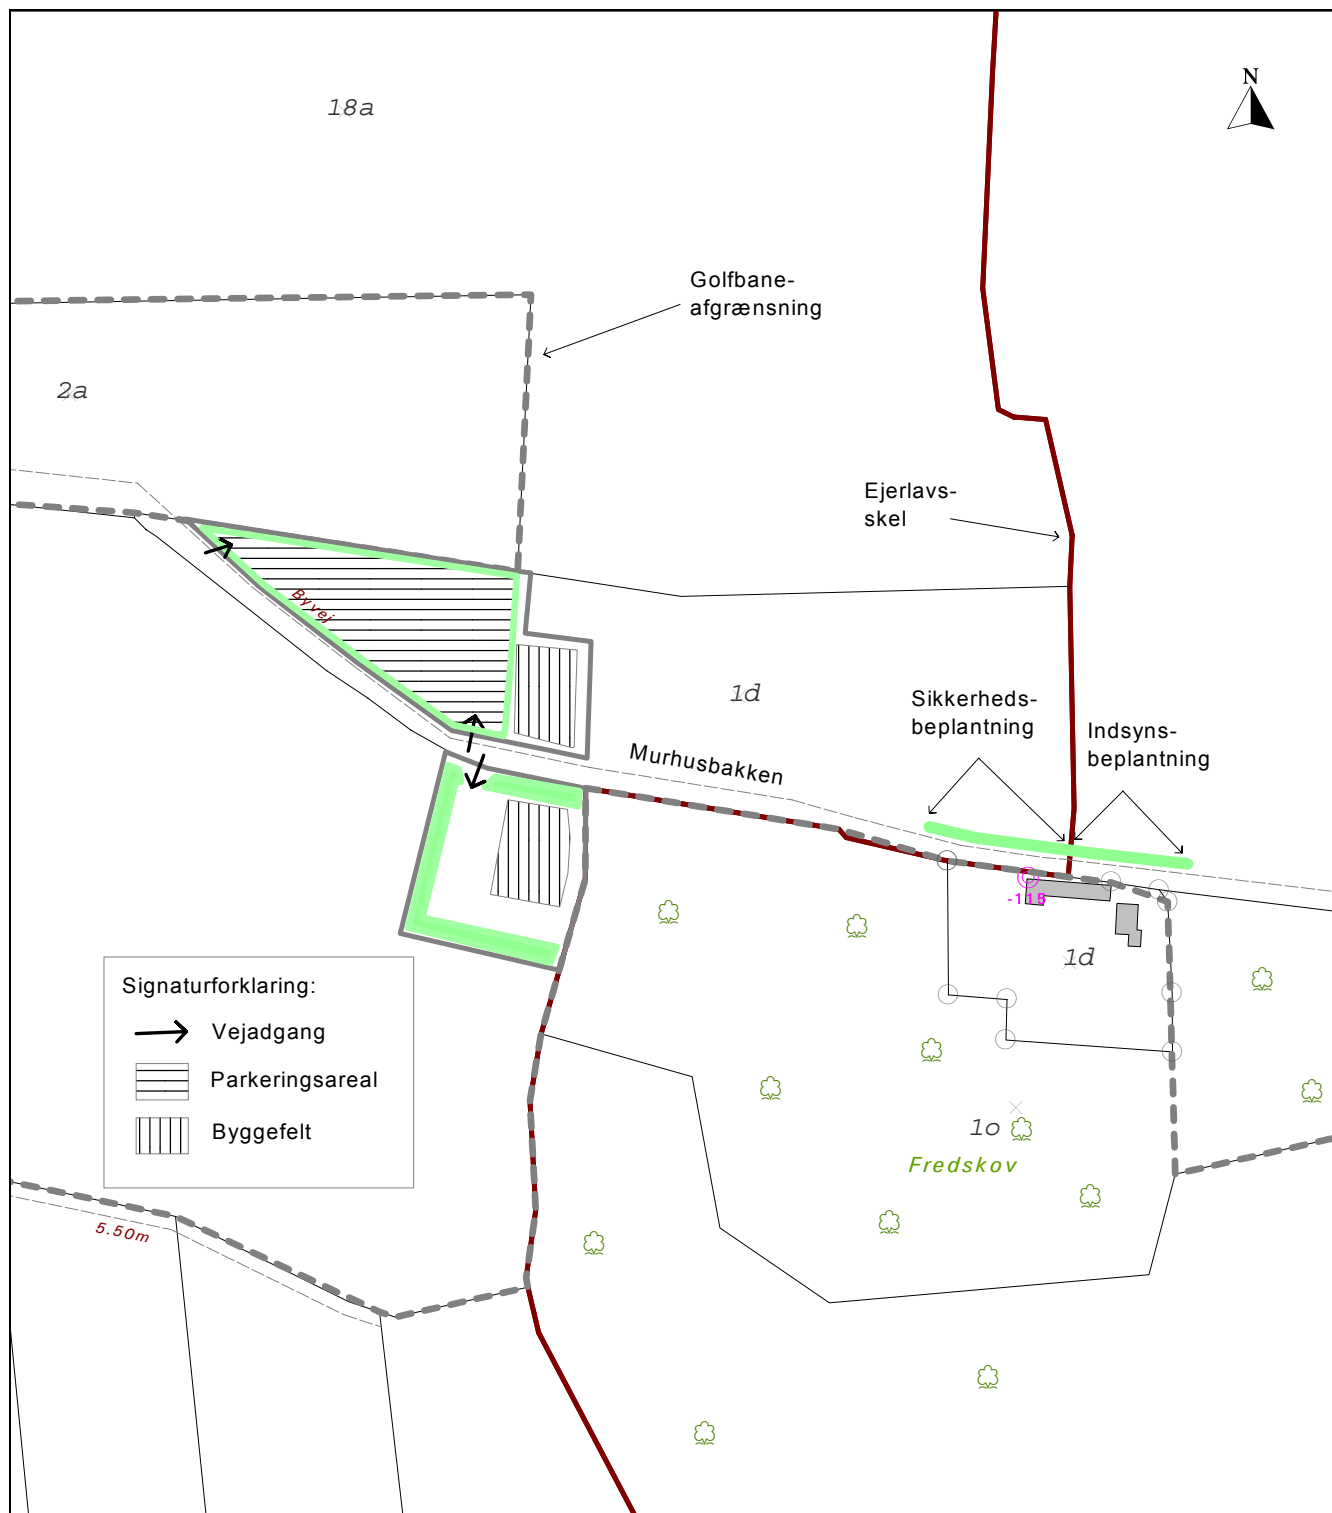 N
18a
Golfbane-
afgrænsning
2a
Ejerlavs-
skel
Byvej
1d
Sikkerheds-
beplantning
Indsyns-
beplantning
Murhusbakken
-115
1d
Signaturforklaring:
Vejadgang
Parkeringsareal
Byggefelt
1o
Fredskov
5.50m